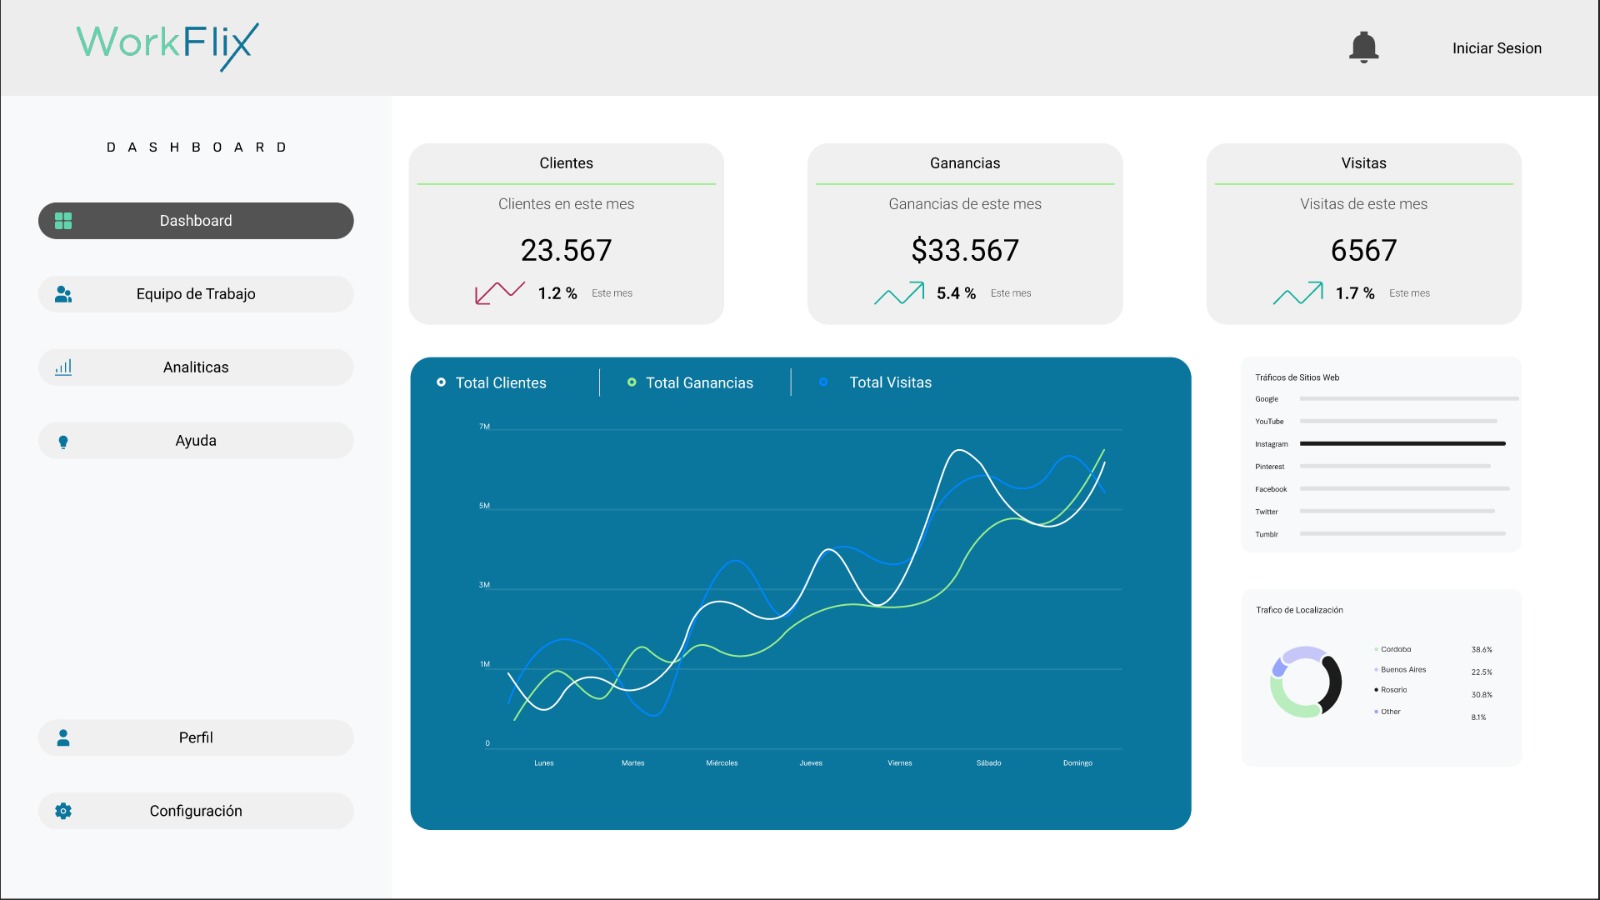 WorkFlix
Iniciar Sesion
DASHBOARD
Dashboard
Equipo de Trabajo
Analiticas
Ayuda
Perfil
Configuración
Clientes
Clientes en este mes
23.567
1.2 % Este mes
Ganancias
Ganancias de este mes
$33.567
5.4 % Este mes
Visitas
Visitas de este mes
6567
1.7 % Este mes
Total Clientes
Total Ganancias
Total Visitas
7M
5M
3M
1M
0
Lunes Martes Miércoles Jueves Viernes Sábado Domingo
Tráficos de Sitios Web
Google
YouTube
Instagram
Pinterest
Facebook
Twitter
Tumblr
Trafico de Localización
Cordoba 38.6%
Buenos Aires 22.5%
Rosario 30.8%
Other 8.1%